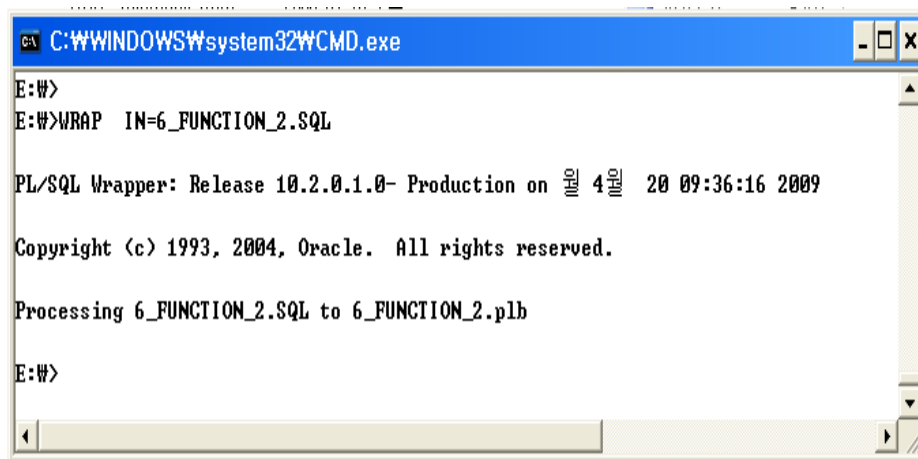 C:₩WINDOWS₩system32₩CMD.exe
E:₩>
E:₩>WRAP  IN=6_FUNCTION_2.SQL
PL/SQL Wrapper: Release 10.2.0.1.0- Production on 월 4월  20 09:36:16 2009
Copyright (c) 1993, 2004, Oracle.  All rights reserved.
Processing 6_FUNCTION_2.SQL to 6_FUNCTION_2.plb
E:₩>